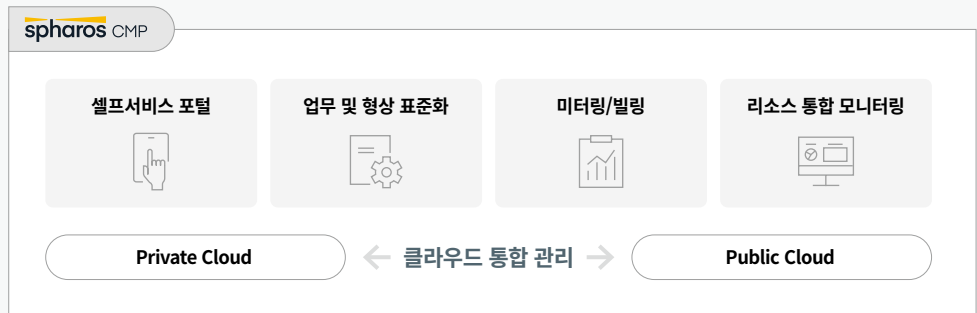 spharos CMP
셀프서비스 포털
업무 및 형상 표준화
미터링/빌링
리소스 통합 모니터링
Private Cloud
클라우드 통합 관리
Public Cloud